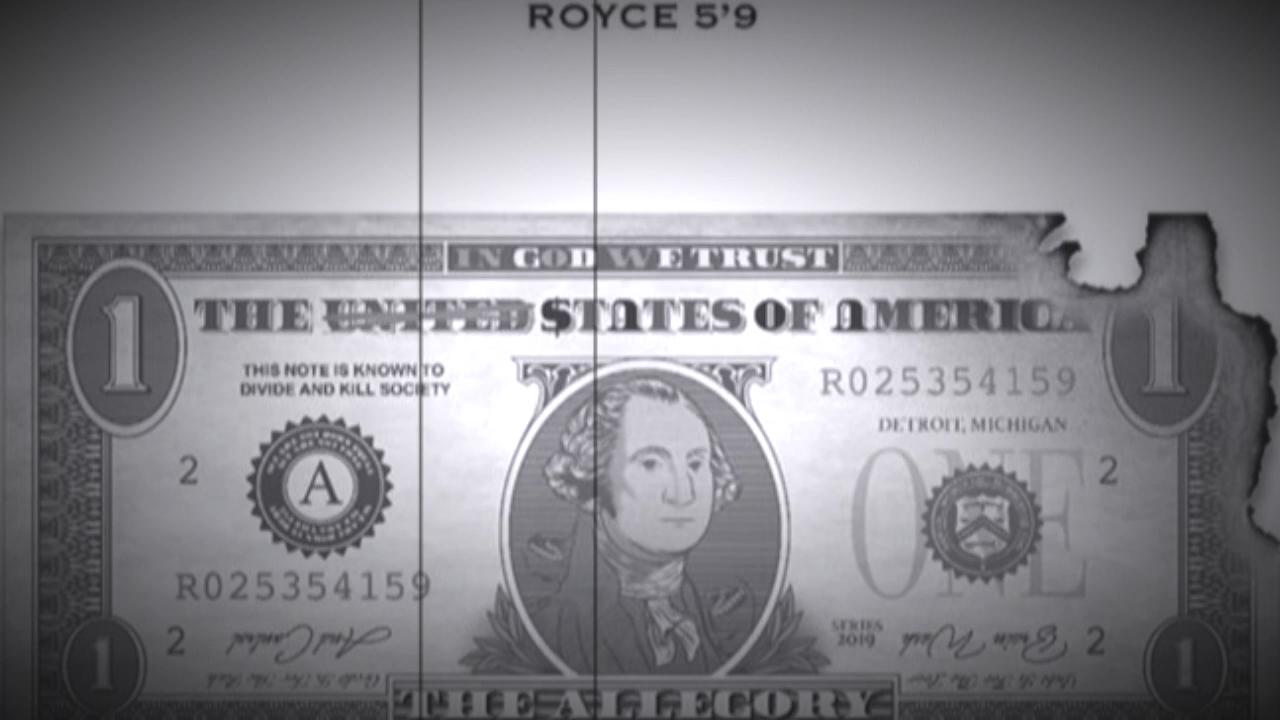 ROYCE 5'9
IN GOD WE TRUST
1
THE UNITED $TATES OF AMERICA
1
THIS NOTE IS KNOWN TO
DIVIDE AND KILL SOCIETY
R025354159
DETROIT, MICHIGAN
2
A
ONE
2
R025354159
2
SERIES
2019
2
1
1
THE ALLEGORY